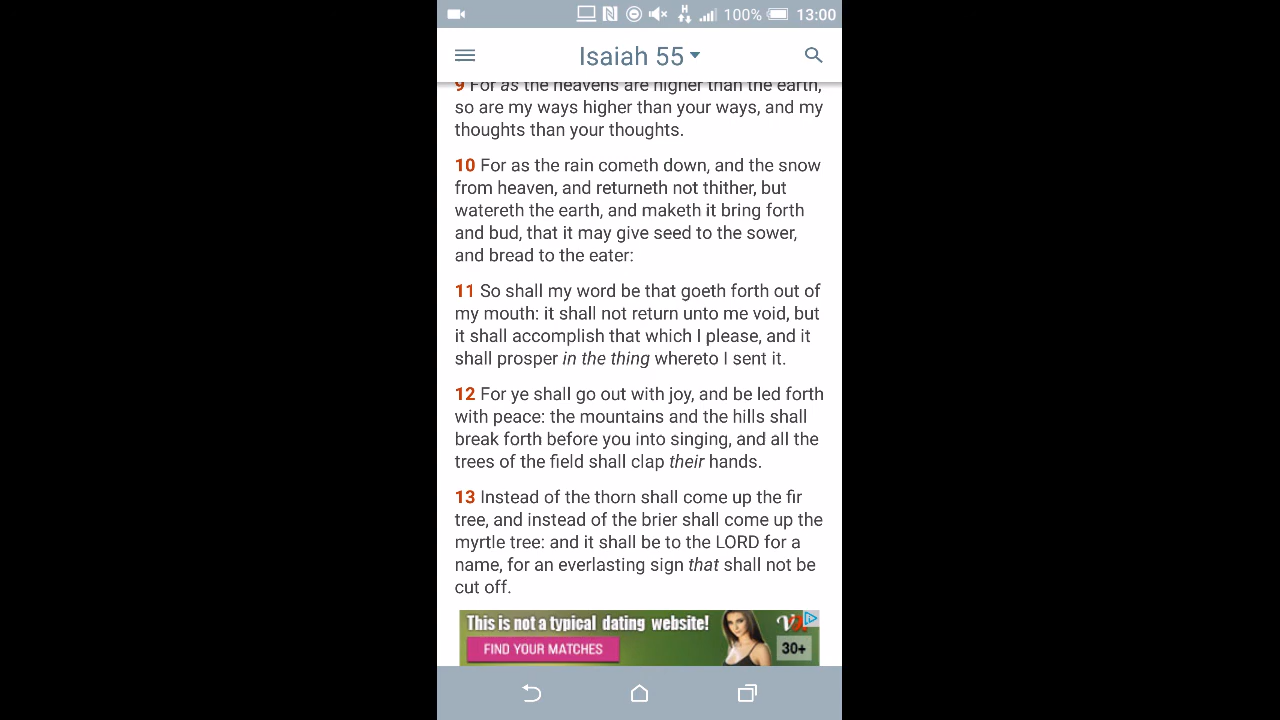 100% 13:00
Isaiah 55
9 For as the heavens are higher than the earth,
so are my ways higher than your ways, and my
thoughts than your thoughts.
10 For as the rain cometh down, and the snow
from heaven, and returneth not thither, but
watereth the earth, and maketh it bring forth
and bud, that it may give seed to the sower,
and bread to the eater:
11 So shall my word be that goeth forth out of
my mouth: it shall not return unto me void, but
it shall accomplish that which I please, and it
shall prosper in the thing whereto I sent it.
12 For ye shall go out with joy, and be led forth
with peace: the mountains and the hills shall
break forth before you into singing, and all the
trees of the field shall clap their hands.
13 Instead of the thorn shall come up the fir
tree, and instead of the brier shall come up the
myrtle tree: and it shall be to the LORD for a
name, for an everlasting sign that shall not be
cut off.
This is not a typical dating website!
FIND YOUR MATCHES
30+